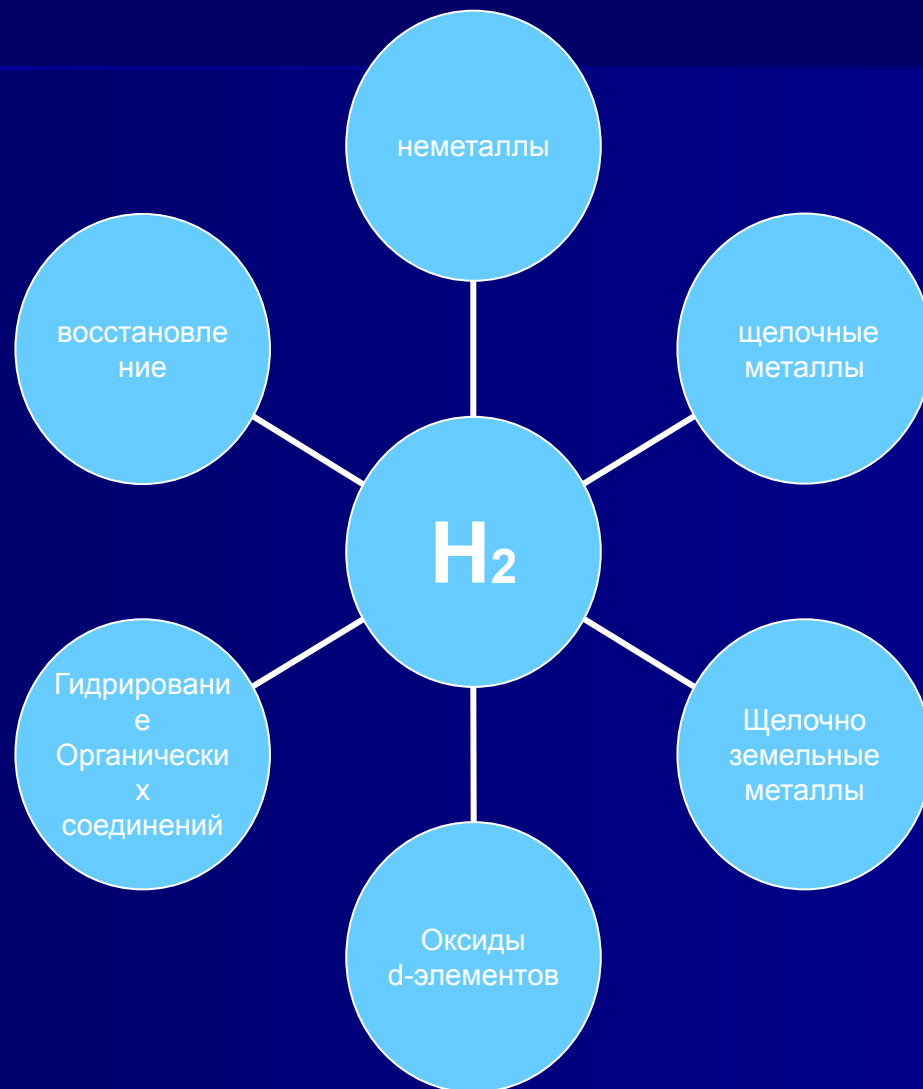 неметаллы
восстановле
ние
щелочные
металлы
H₂
Гидрировани
е
Органически
х
соединений
Щелочно
земельные
металлы
Оксиды
d-элементов